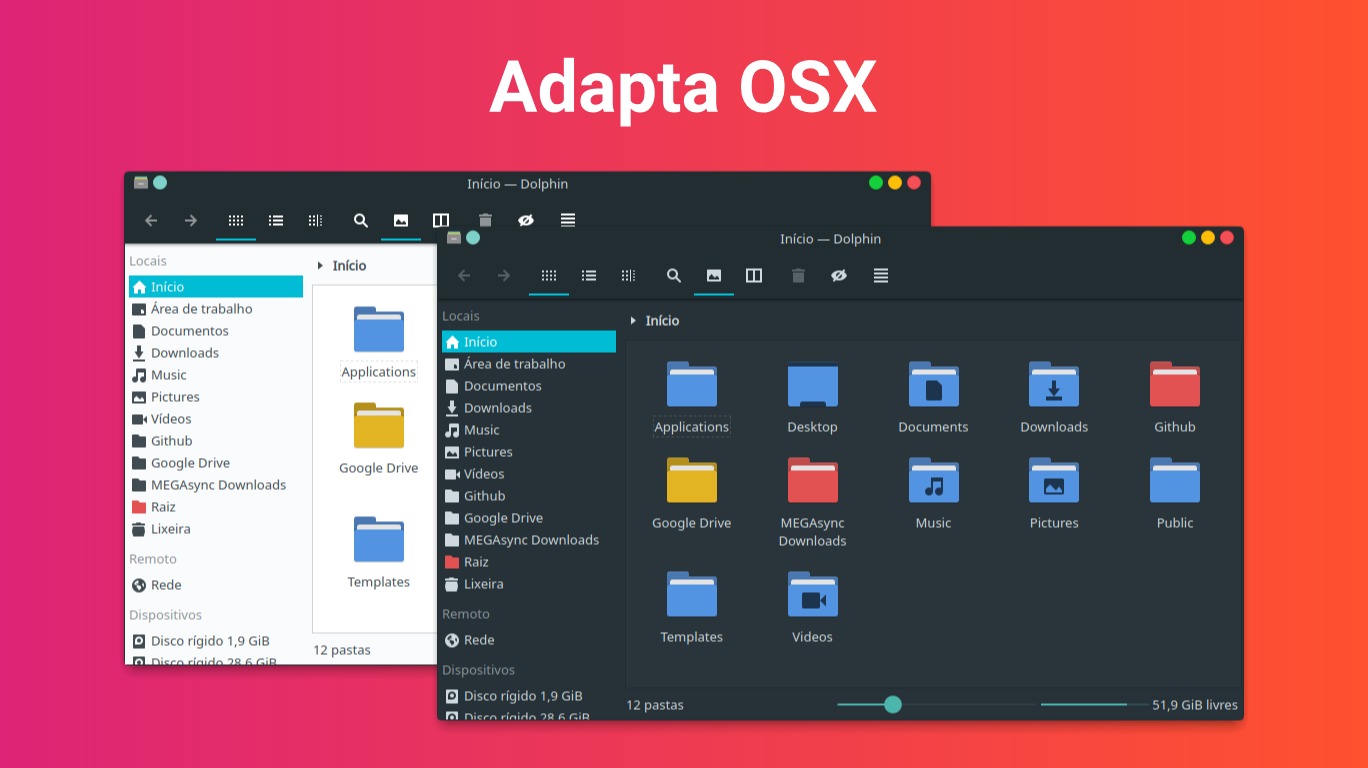 Adapta OSX
Início — Dolphin
Locais
Início
Início
Área de trabalho
Documentos
Downloads
Music
Pictures
Vídeos
Github
Google Drive
MEGAsync Downloads
Raiz
Lixeira
Remoto
Rede
Dispositivos
Disco rígido 1,9 GiB
Disco rígido 28,6 GiB
Applications
Google Drive
Templates
12 pastas
Início — Dolphin
Locais
Início
Início
Área de trabalho
Documentos
Downloads
Music
Pictures
Vídeos
Github
Google Drive
MEGAsync Downloads
Raiz
Lixeira
Remoto
Rede
Dispositivos
Disco rígido 1,9 GiB
Disco rígido 28,6 GiB
Applications
Desktop
Documents
Downloads
Github
Google Drive
MEGAsync
Downloads
Music
Pictures
Public
Templates
Videos
12 pastas
51,9 GiB livres